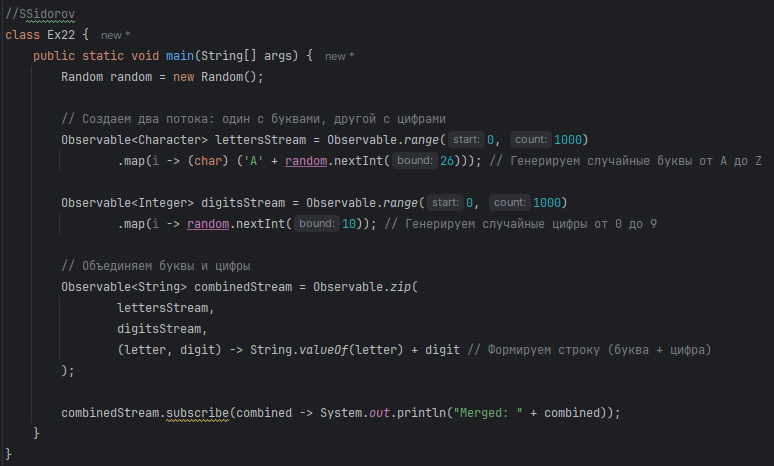 //SSidorov
class Ex22 { new *
public static void main(String[] args) { new *
Random random = new Random();
// Создаем два потока: один с буквами, другой с цифрами
Observable<Character> lettersStream = Observable.range( start: 0, count: 1000)
.map(i -> (char) ('A' + random.nextInt( bound: 26))); // Генерируем случайные буквы от A до Z
Observable<Integer> digitsStream = Observable.range( start: 0, count: 1000)
.map(i -> random.nextInt( bound: 10)); // Генерируем случайные цифры от 0 до 9
// Объединяем буквы и цифры
Observable<String> combinedStream = Observable.zip(
lettersStream,
digitsStream,
(letter, digit) -> String.valueOf(letter) + digit // Формируем строку (буква + цифра)
);
combinedStream.subscribe(combined -> System.out.println("Merged: " + combined));
}
}